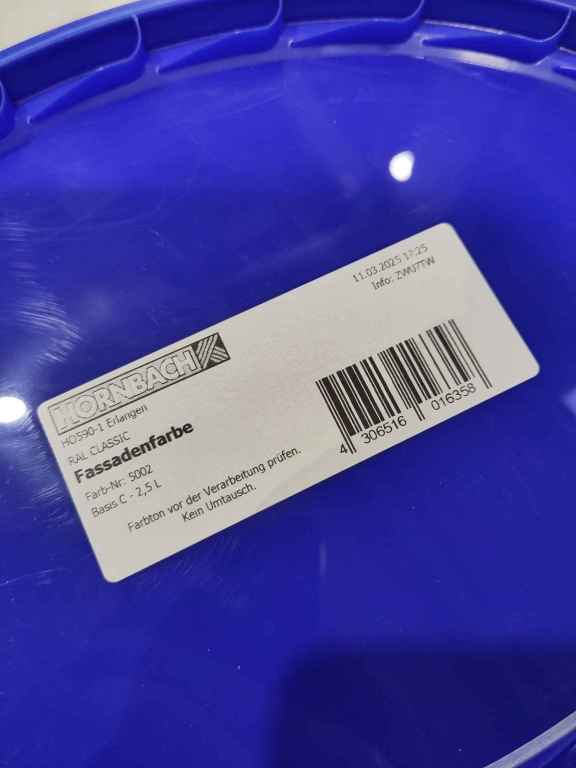 11.03.2025 17:25
Info: ZWU7TW
HORNBACH
HO590-1 Erlangen
RAL CLASSIC
Fassadenfarbe
Farb-Nr: 5002
Basis C - 2,5 L
Farbton vor der Verarbeitung prüfen.
Kein Umtausch.
4 306516 016358